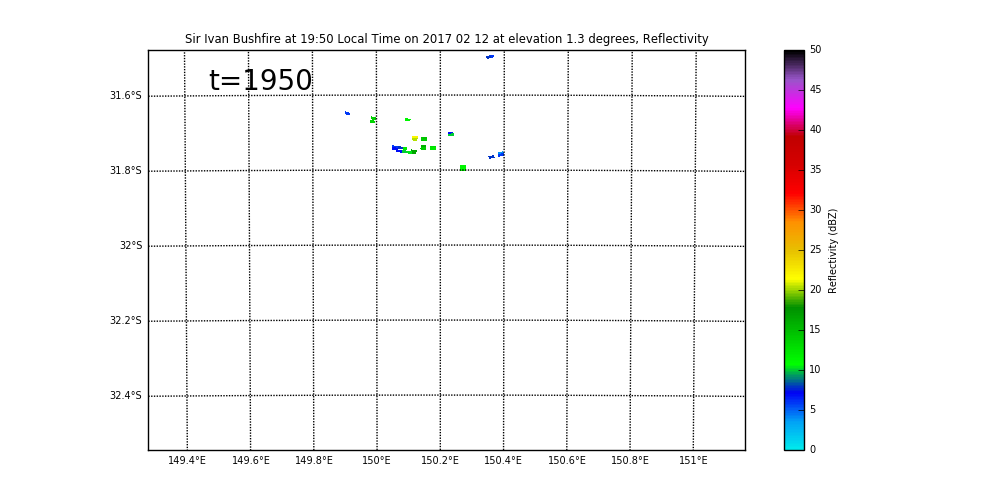 Sir Ivan Bushfire at 19:50 Local Time on 2017 02 12 at elevation 1.3 degrees, Reflectivity
t=1950
31.6°S
31.8°S
32°S
32.2°S
32.4°S
149.4°E 149.6°E 149.8°E 150°E 150.2°E 150.4°E 150.6°E 150.8°E 151°E
50
45
40
35
30
25
20
15
10
5
0
Reflectivity (dBZ)